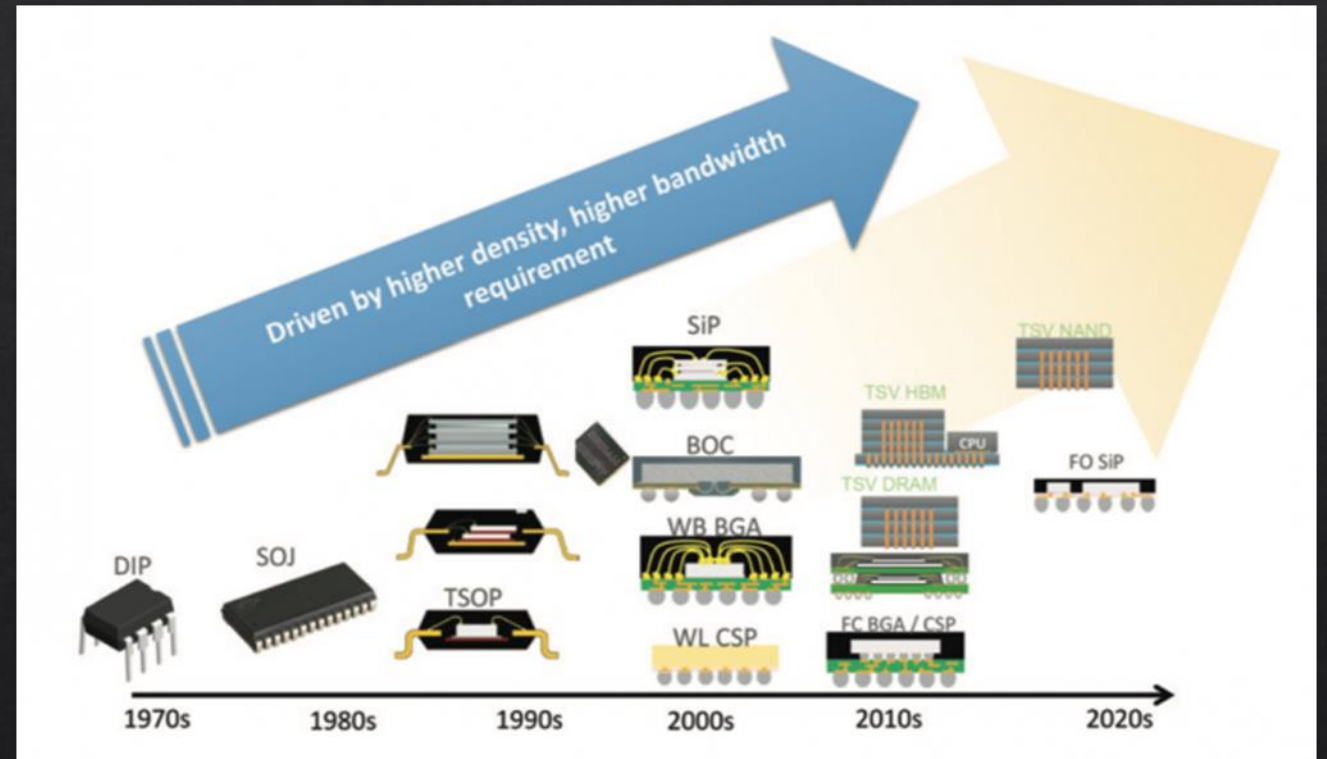 Driven by higher density, higher bandwidth
requirement
SiP
TSV NAND
TSV HBM
CPU
BOC
FO SiP
TSV DRAM
WB BGA
DIP
SOJ
TSOP
FC BGA / CSP
WL CSP
1970s
1980s
1990s
2000s
2010s
2020s